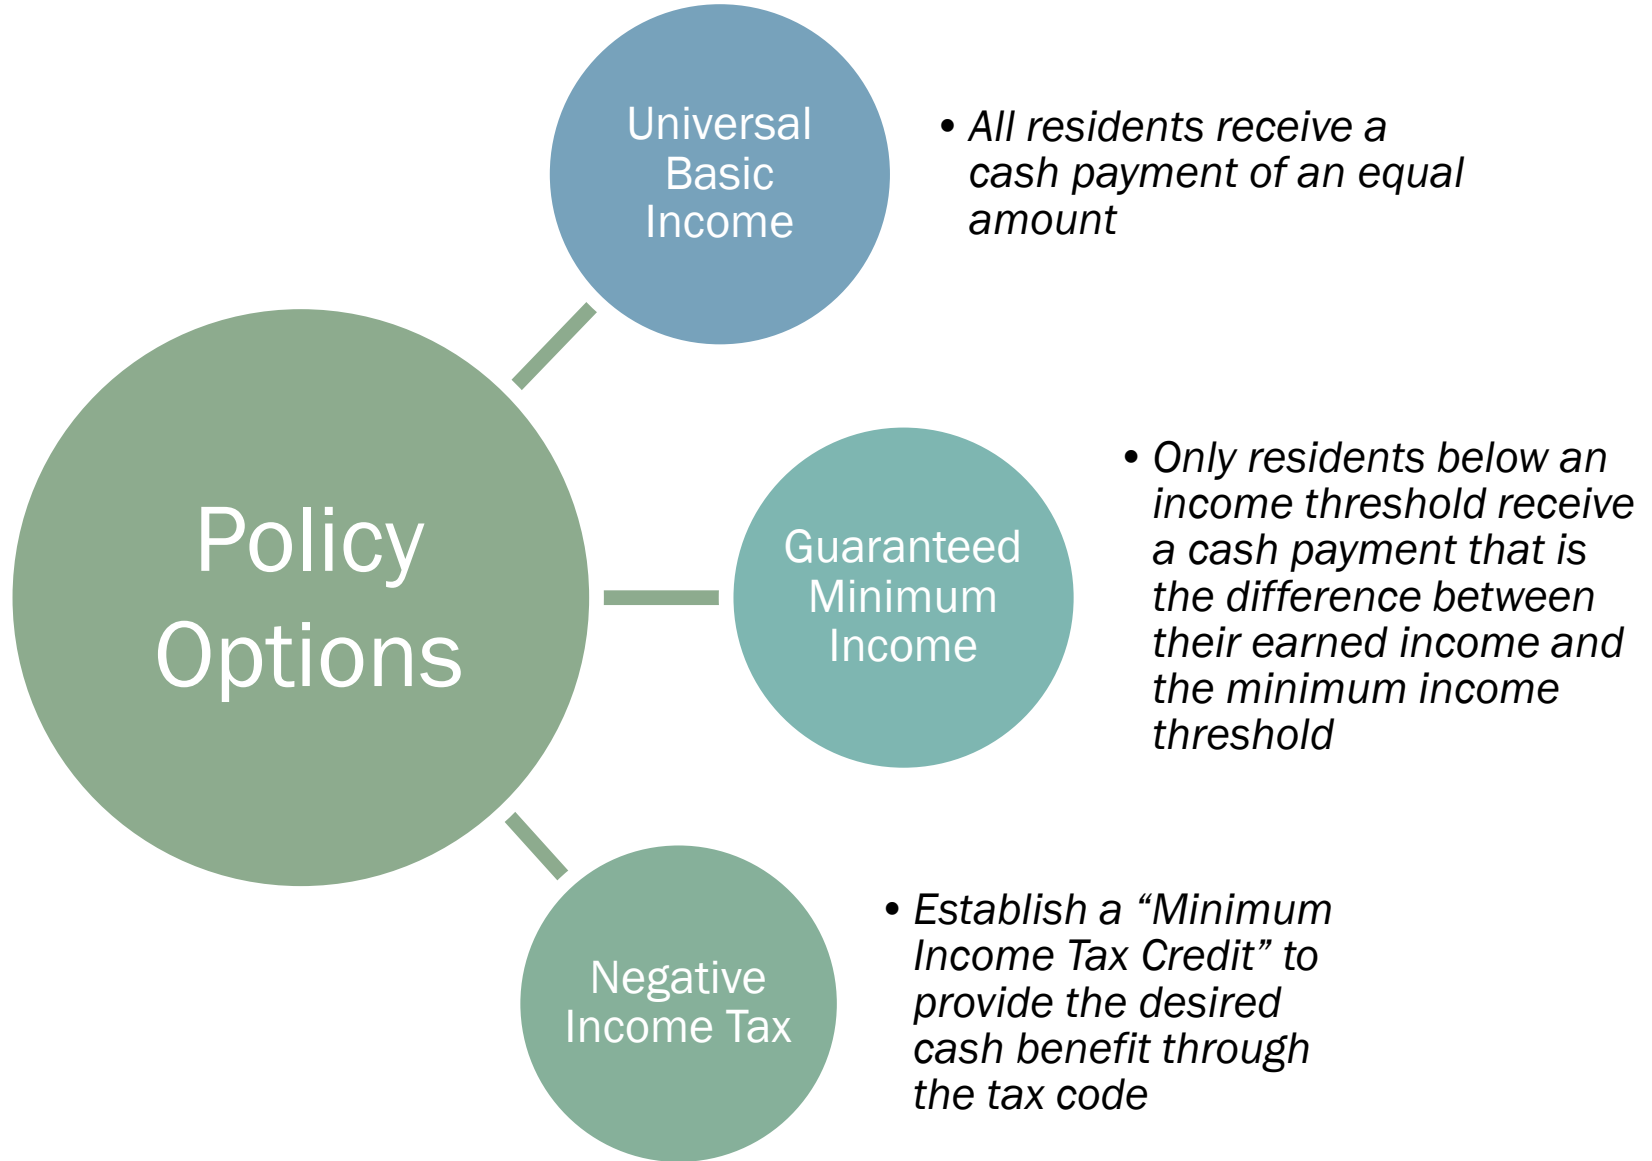 Policy
Options
Universal
Basic
Income
• All residents receive a
cash payment of an equal
amount
Guaranteed
Minimum
Income
• Only residents below an
income threshold receive
a cash payment that is
the difference between
their earned income and
the minimum income
threshold
Negative
Income Tax
• Establish a “Minimum
Income Tax Credit” to
provide the desired
cash benefit through
the tax code